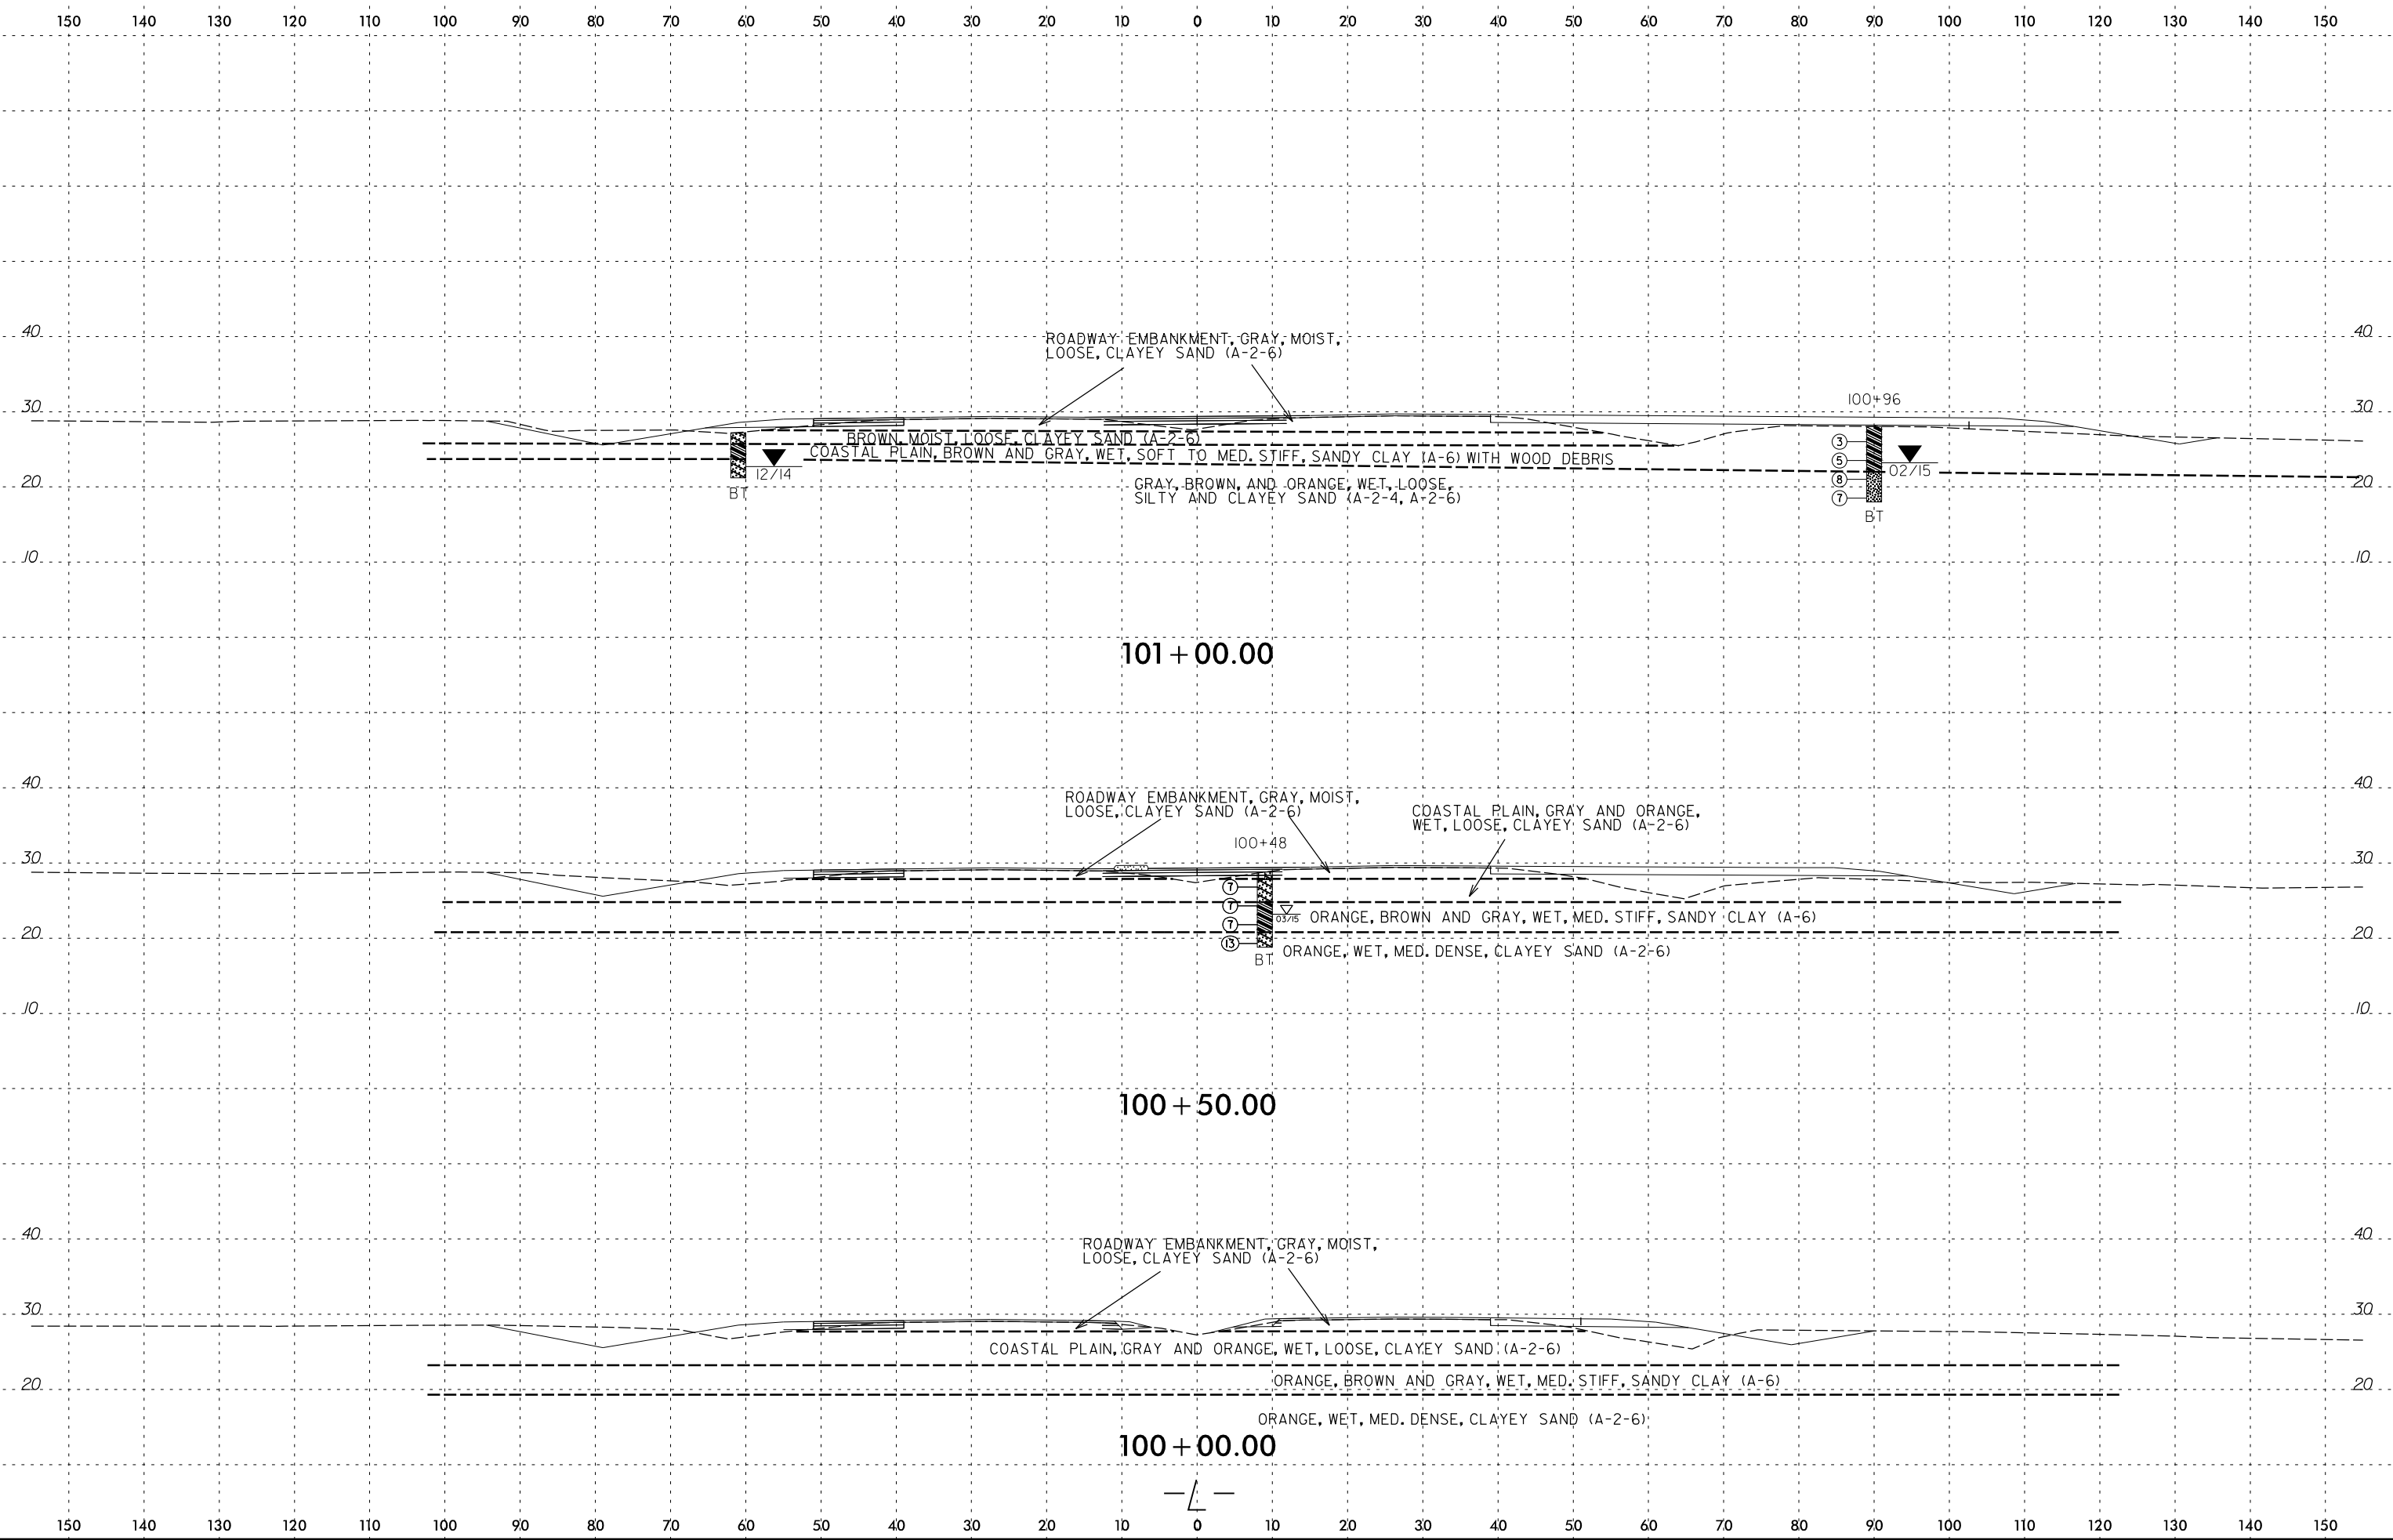 150 140 130 120 110 100 90 80 70 60 50 40 30 20 10 0 10 20 30 40 50 60 70 80 90 100 110 120 130 140 150
40 40
ROADWAY EMBANKMENT, GRAY, MOIST,
LOOSE, CLAYEY SAND (A-2-6)
100+96
30 30
BROWN, MOIST, LOOSE, CLAYEY SAND (A-2-6)
3
COASTAL PLAIN, BROWN AND GRAY, WET, SOFT TO MED. STIFF, SANDY CLAY (A-6) WITH WOOD DEBRIS
5
12/14
02/15
GRAY, BROWN, AND ORANGE, WET, LOOSE,
SILTY AND CLAYEY SAND (A-2-4, A-2-6)
8
20 20
BT
7
BT
10 10
101+00.00
40 40
ROADWAY EMBANKMENT, GRAY, MOIST,
LOOSE, CLAYEY SAND (A-2-6)
COASTAL PLAIN, GRAY AND ORANGE,
WET, LOOSE, CLAYEY SAND (A-2-6)
100+48
30 30
7
7
03/15
ORANGE, BROWN AND GRAY, WET, MED. STIFF, SANDY CLAY (A-6)
7
20 20
13
ORANGE, WET, MED. DENSE, CLAYEY SAND (A-2-6)
BT
10 10
100+50.00
40 40
ROADWAY EMBANKMENT, GRAY, MOIST,
LOOSE, CLAYEY SAND (A-2-6)
30 30
COASTAL PLAIN, GRAY AND ORANGE, WET, LOOSE, CLAYEY SAND (A-2-6)
ORANGE, BROWN AND GRAY, WET, MED. STIFF, SANDY CLAY (A-6)
20 20
ORANGE, WET, MED. DENSE, CLAYEY SAND (A-2-6)
100+00.00
-L-
150 140 130 120 110 100 90 80 70 60 50 40 30 20 10 0 10 20 30 40 50 60 70 80 90 100 110 120 130 140 150